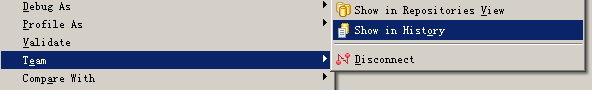 Debug As
Profile As
Validate
Team
Compare With
Show in Repositories View
Show in History
Disconnect